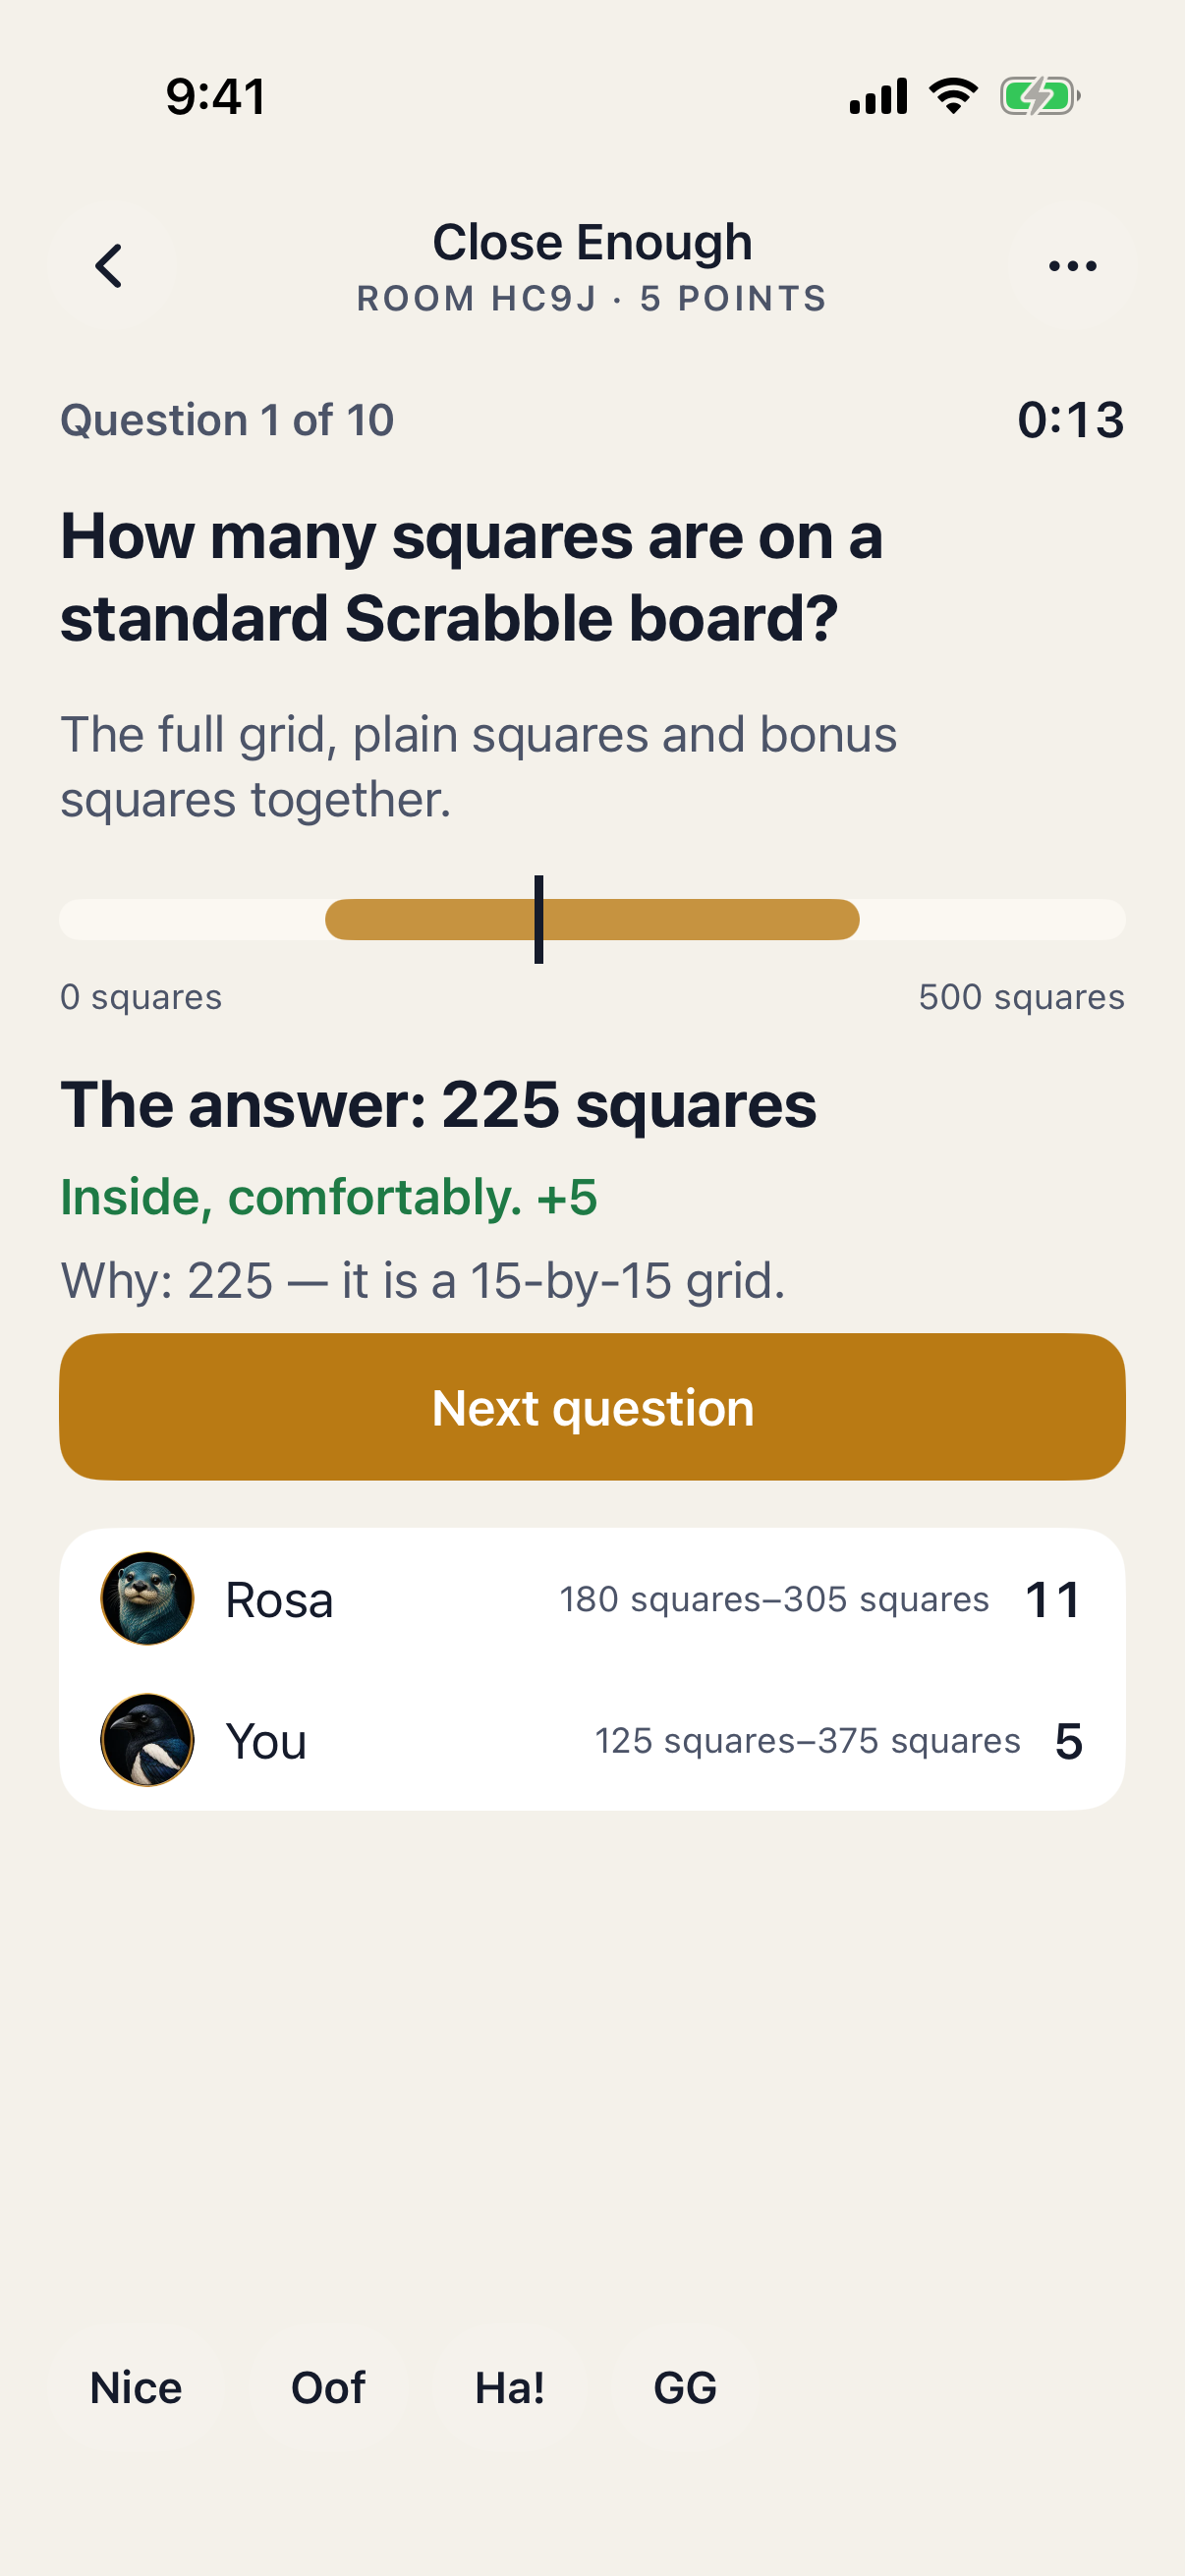 9:41
Close Enough
ROOM HC9J · 5 POINTS
Question 1 of 10
0:13
How many squares are on a
standard Scrabble board?
The full grid, plain squares and bonus
squares together.
0 squares
500 squares
The answer: 225 squares
Inside, comfortably. +5
Why: 225 — it is a 15-by-15 grid.
Next question
Rosa 180 squares–305 squares 11
You 125 squares–375 squares 5
Nice Oof Ha! GG